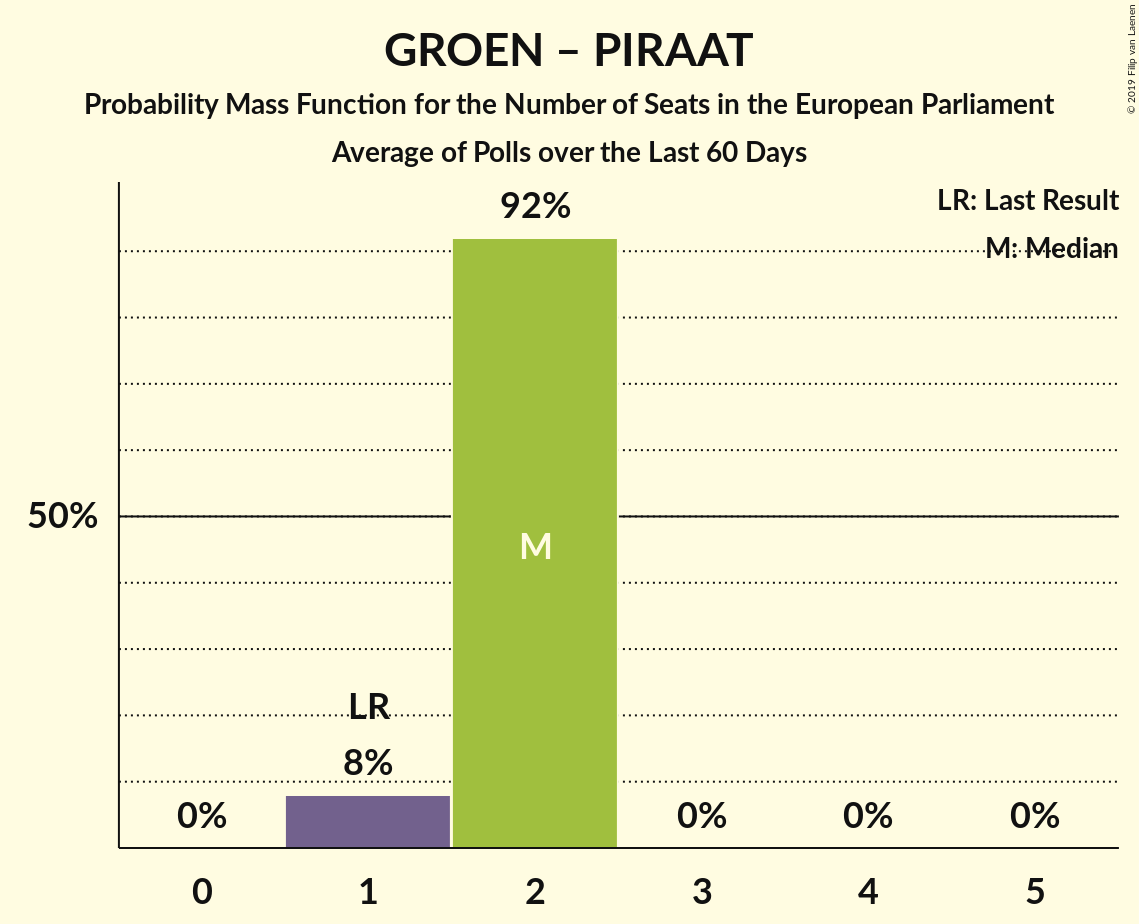 GROEN – PIRAAT
Probability Mass Function for the Number of Seats in the European Parliament
Average of Polls over the Last 60 Days
© 2019 Filip van Laenen
LR: Last Result
M: Median
92%
50%
M
LR
8%
0%
0%
0%
0%
0 1 2 3 4 5